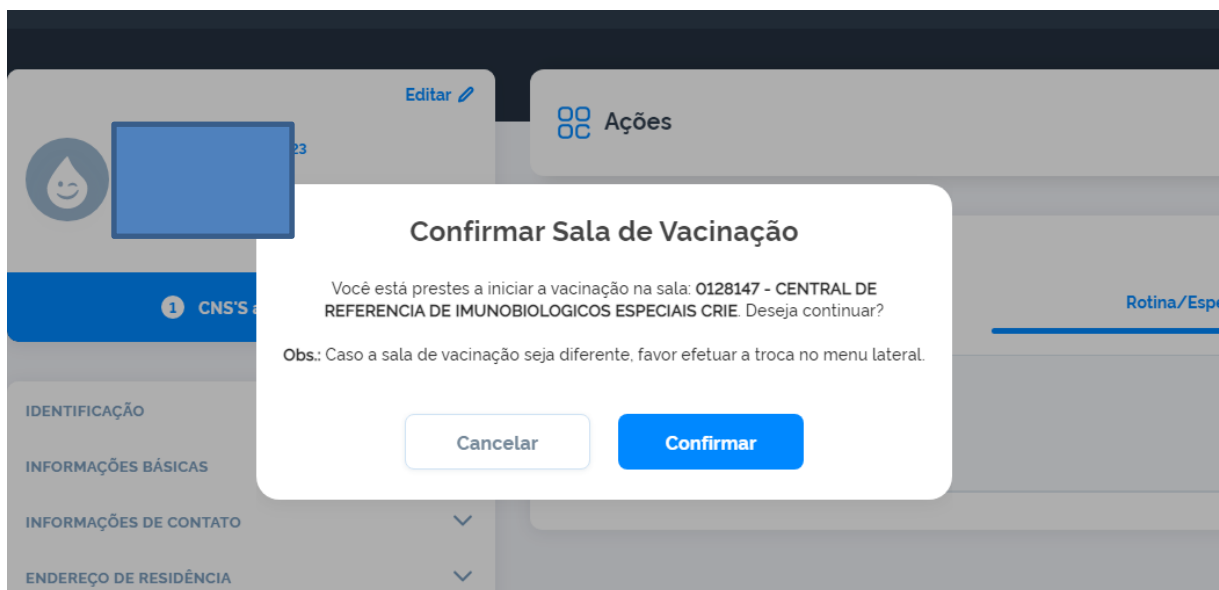 Editar
23
Ações
Confirmar Sala de Vacinação
Você está prestes a iniciar a vacinação na sala: 0128147 - CENTRAL DE
REFERENCIA DE IMUNOBIOLOGICOS ESPECIAIS CRIE. Deseja continuar?
Obs.: Caso a sala de vacinação seja diferente, favor efetuar a troca no menu lateral.
Cancelar
Confirmar
1 CNS'S
Rotina/Espe
IDENTIFICAÇÃO
INFORMAÇÕES BÁSICAS
INFORMAÇÕES DE CONTATO
ENDEREÇO DE RESIDÊNCIA